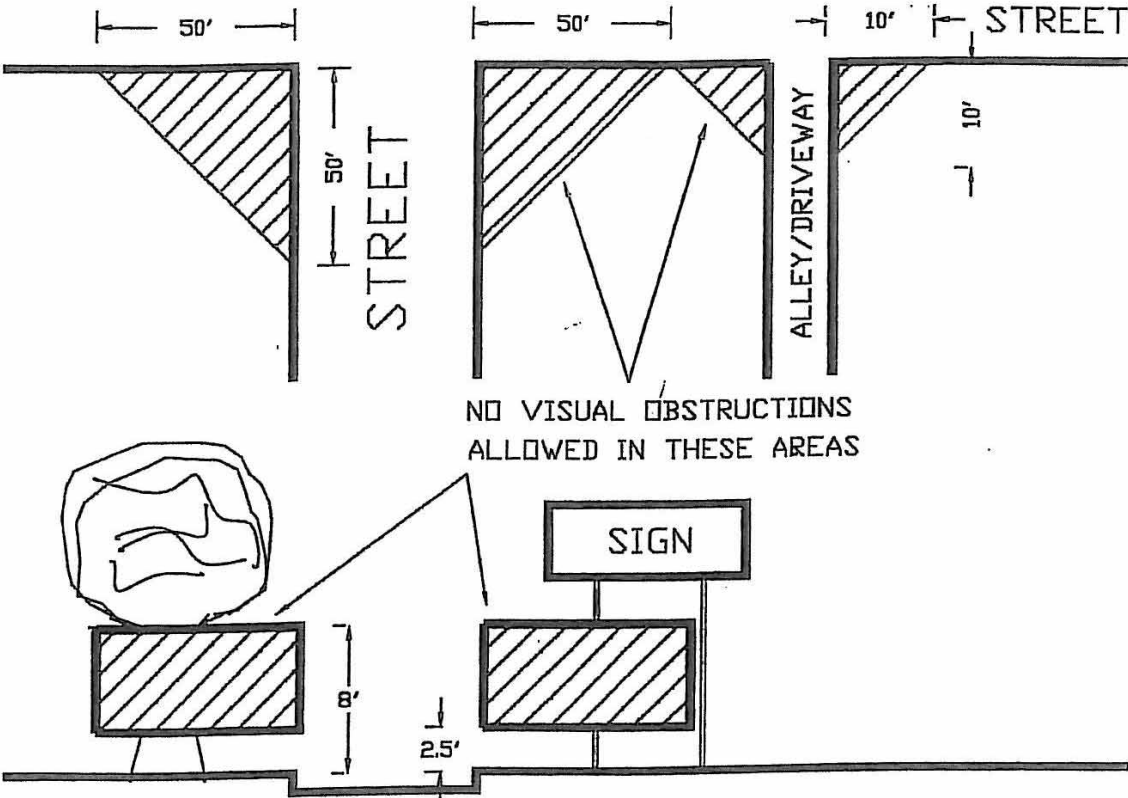 50'
50'
10'
STREET
50'
STREET
ALLEY/DRIVEWAY
10'
NO VISUAL OBSTRUCTIONS
ALLOWED IN THESE AREAS
SIGN
8'
2.5'